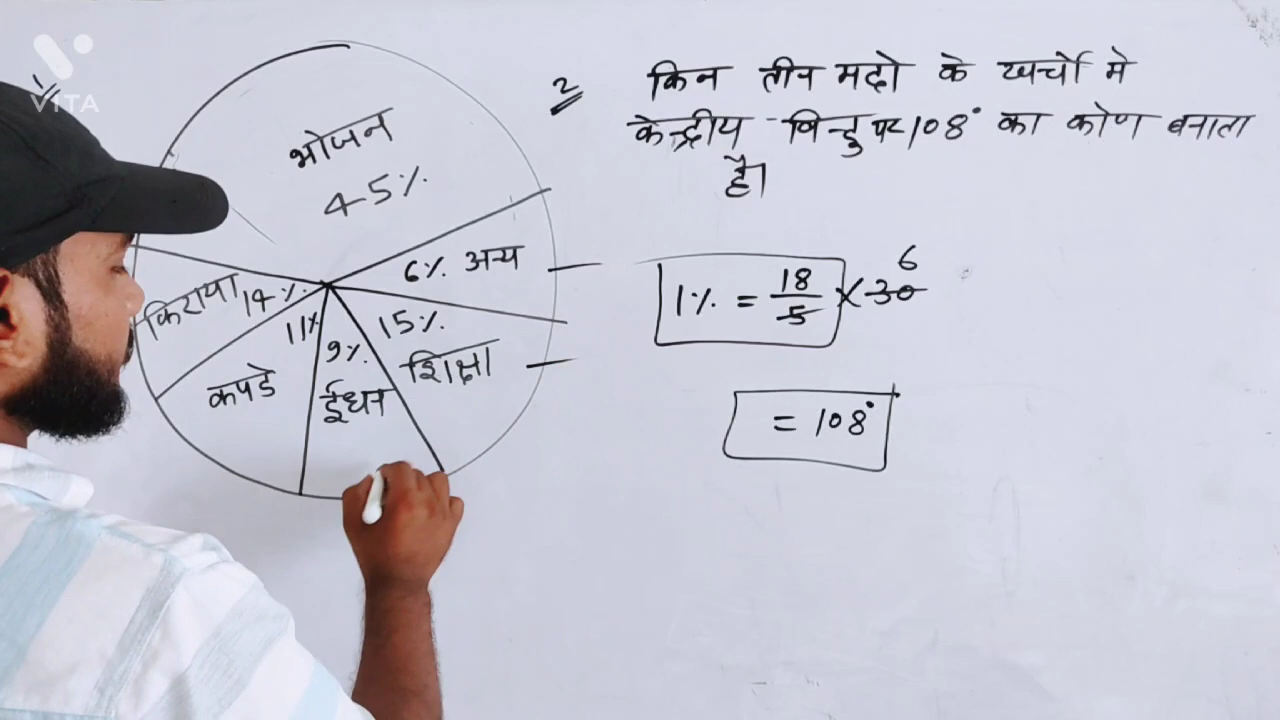 VITA
भोजन
45%
6% अन्य
15%
शिक्षा
9%
ईधन
11%
कपडे
किराया 14%
2
किन तीन मदो के खर्चो मे
केन्द्रीय बिन्दु पर 108° का कोण बनाता
है।
1% = 18/5 × 30 6
= 108°